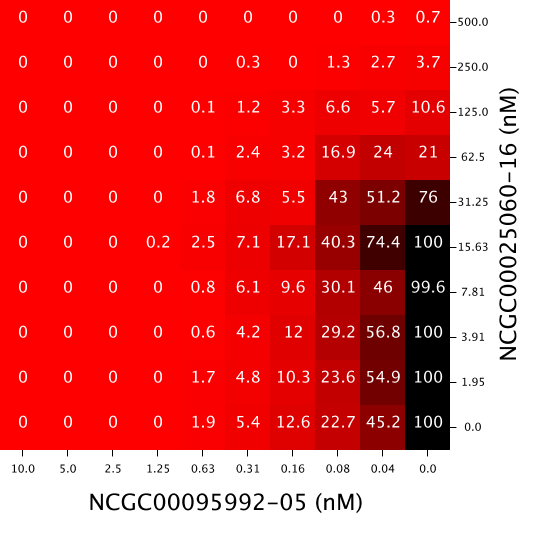 0 0 0 0 0 0 0 0 0.3 0.7 500.0
0 0 0 0 0 0.3 0 1.3 2.7 3.7 250.0
0 0 0 0 0.1 1.2 3.3 6.6 5.7 10.6 125.0
0 0 0 0 0.1 2.4 3.2 16.9 24 21 62.5
0 0 0 0 1.8 6.8 5.5 43 51.2 76 31.25
0 0 0 0.2 2.5 7.1 17.1 40.3 74.4 100 15.63
0 0 0 0 0.8 6.1 9.6 30.1 46 99.6 7.81
0 0 0 0 0.6 4.2 12 29.2 56.8 100 3.91
0 0 0 0 1.7 4.8 10.3 23.6 54.9 100 1.95
0 0 0 0 1.9 5.4 12.6 22.7 45.2 100 0.0
10.0 5.0 2.5 1.25 0.63 0.31 0.16 0.08 0.04 0.0
NCGC00095992-05 (nM)
NCGC00025060-16 (nM)